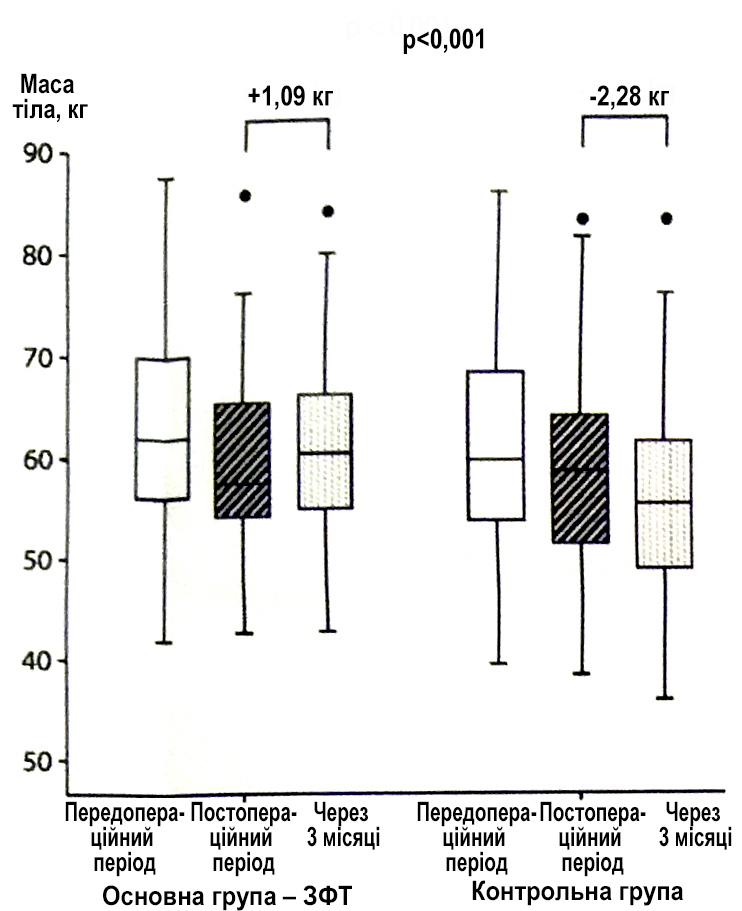 p<0,001
Маса
тіла, кг
+1,09 кг
-2,28 кг
90
80
70
60
50
40
50
Передопера-
ційний
період
Постопера-
ційний
період
Через
3 місяці
Передопера-
ційний
період
Постопера-
ційний
період
Через
3 місяці
Основна група – ЗФТ
Контрольна група